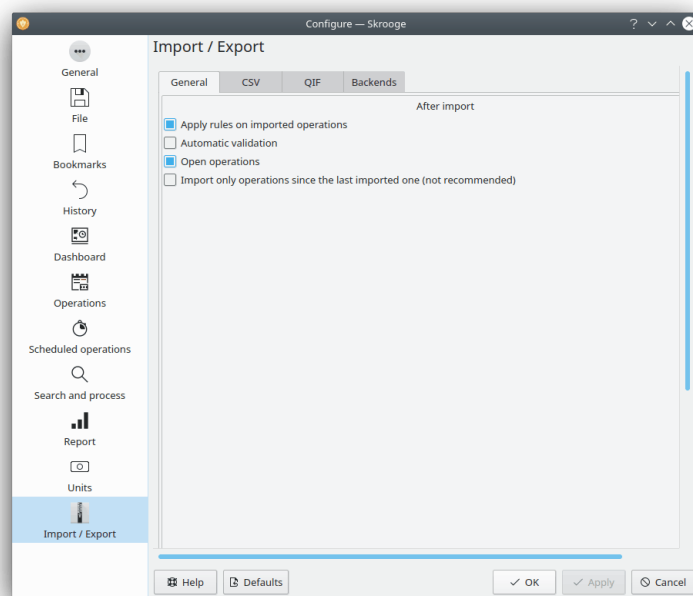 Configure — Skrooge
General
File
Bookmarks
History
Dashboard
Operations
Scheduled operations
Search and process
Report
Units
Import / Export
Import / Export
General CSV QIF Backends
After import
Apply rules on imported operations
Automatic validation
Open operations
Import only operations since the last imported one (not recommended)
Help Defaults OK Apply Cancel